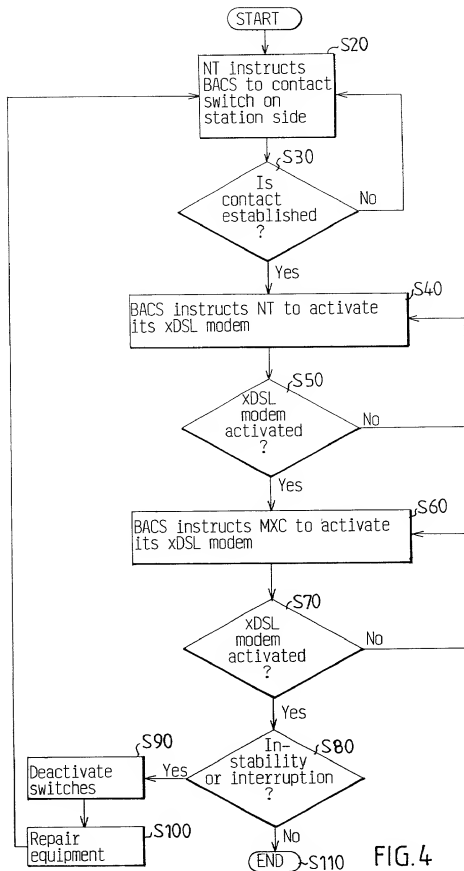 START
S20
NT instructs
BACS to contact
switch on
station side
S30
Is
contact
established
?
No
Yes
S40
BACS instructs NT to activate
its xDSL modem
S50
xDSL
modem
activated
?
No
Yes
S60
BACS instructs MXC to activate
its xDSL modem
S70
xDSL
modem
activated
?
No
Yes
S80
In-
stability
or interruption
?
Yes
S90
Deactivate
switches
S100
Repair
equipment
No
END
S110
FIG.4